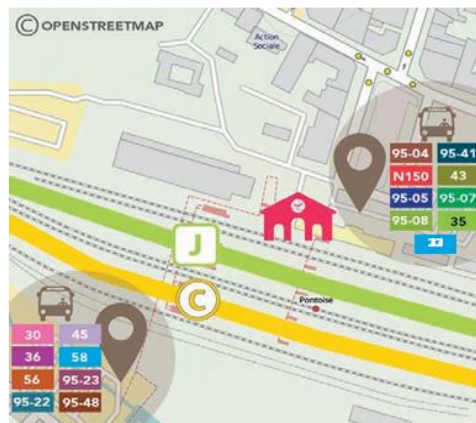 © OPENSTREETMAP
Action
Sociale
95-04 95-41
N150 43
95-05 95-07
95-08 35
J
C
Pontoise
30 45
36 58
56 95-23
95-22 95-48